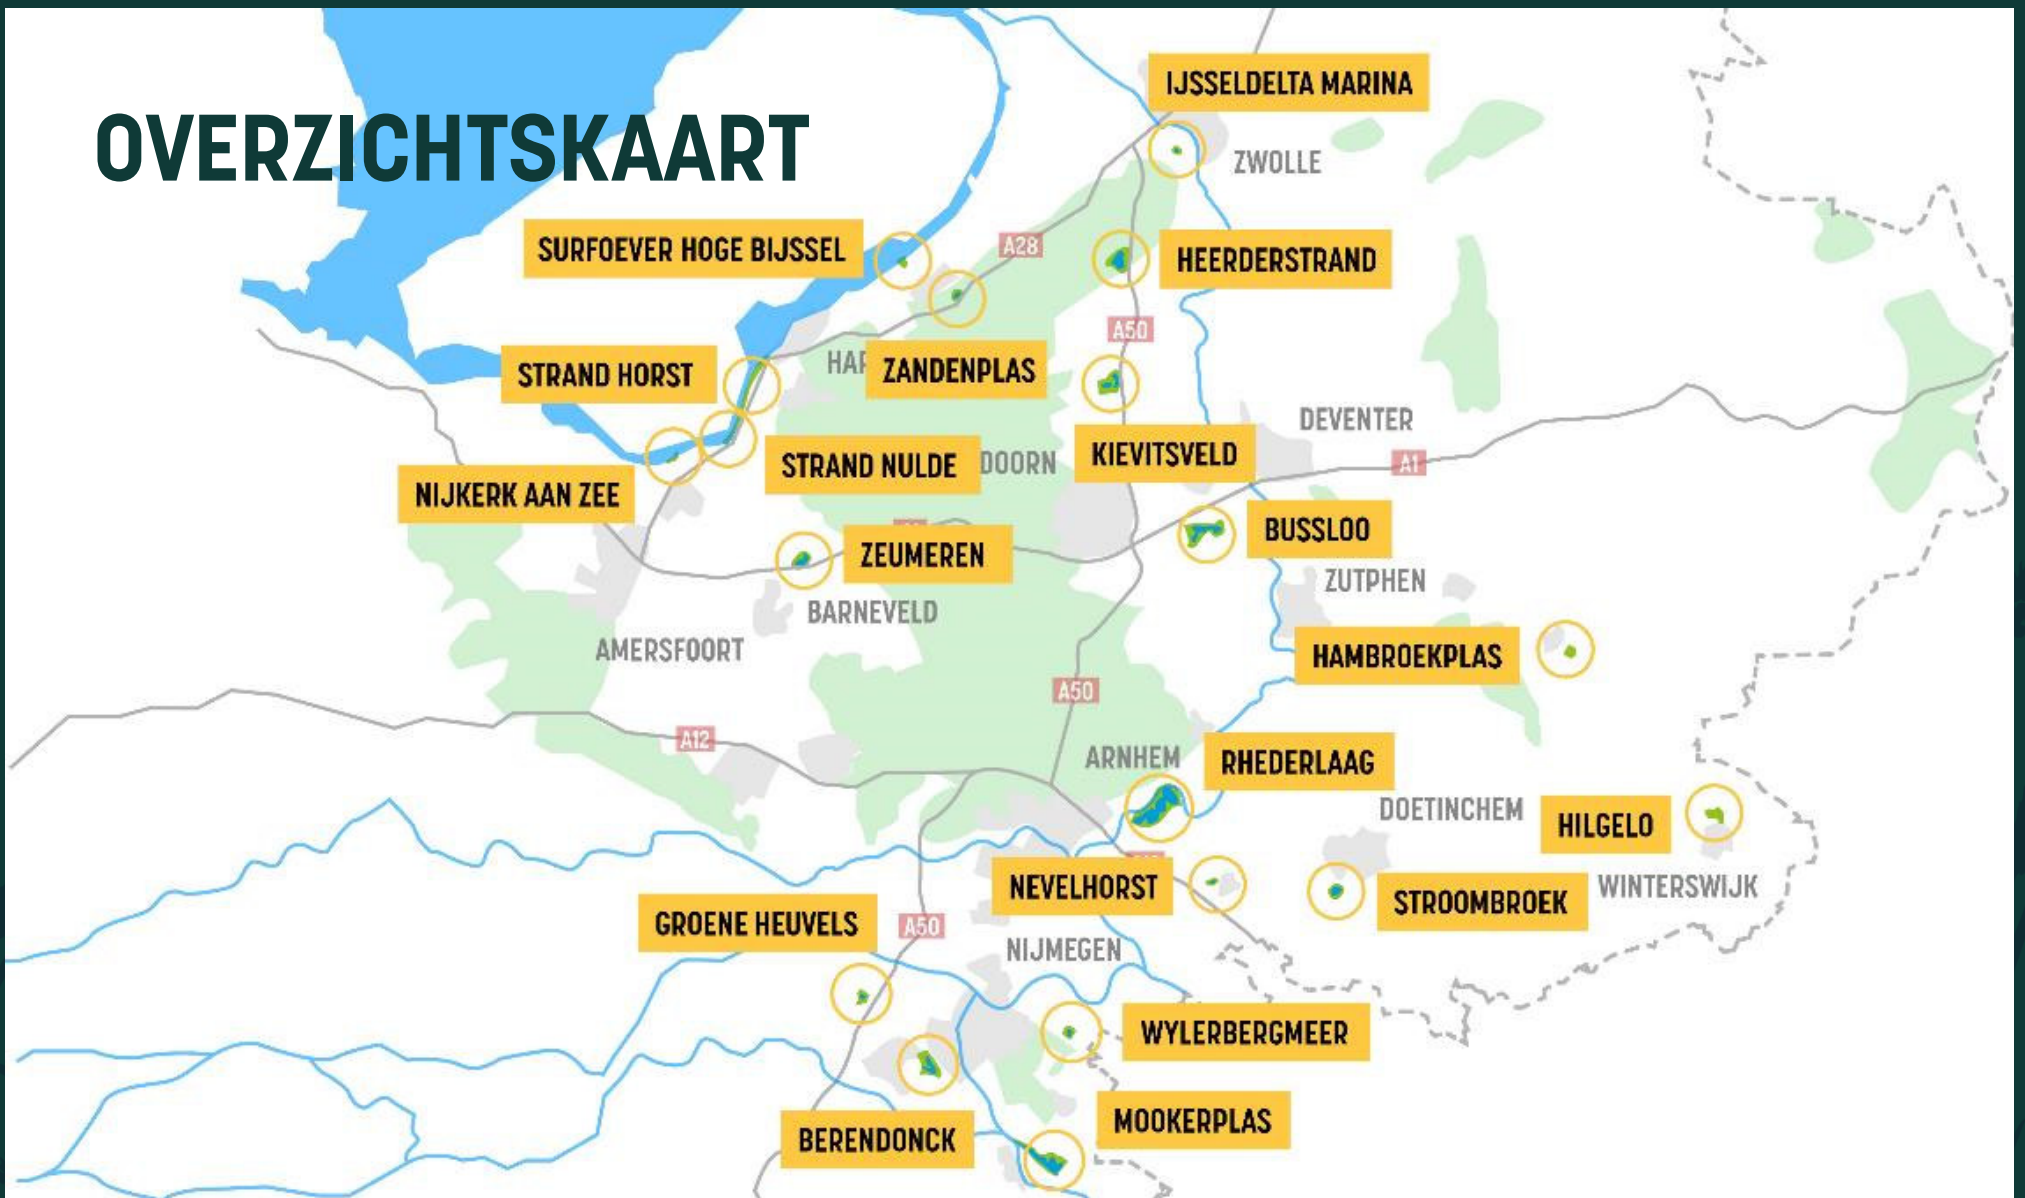 IJSSELDELTA MARINA
OVERZICHTSKAART
ZWOLLE
SURFOEVER HOGE BIJSSEL
A28
HEERDERSTRAND
A50
STRAND HORST
HAR
ZANDENPLAS
DEVENTER
KIEVITSVELD
STRAND NULDE
DOORN
A1
NIJKERK AAN ZEE
BUSSLOO
ZEUMEREN
ZUTPHEN
BARNEVELD
AMERSFOORT
HAMBROEKPLAS
A50
A12
ARNHEM
RHEDERLAAG
DOETINCHEM
HILGELO
NEVELHORST
STROOMBROEK
WINTERSWIJK
GROENE HEUVELS
A50
NIJMEGEN
WYLERBERGMEER
MOOKERPLAS
BERENDONCK